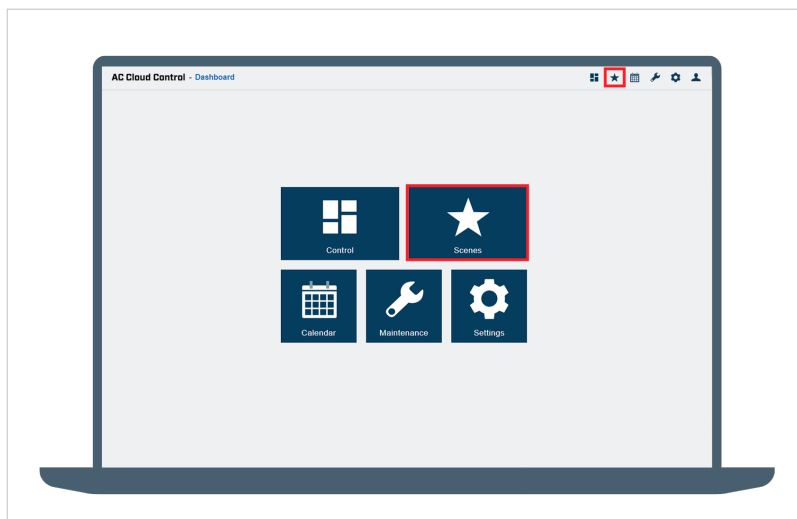 AC Cloud Control - Dashboard
Control
Scenes
Calendar
Maintenance
Settings